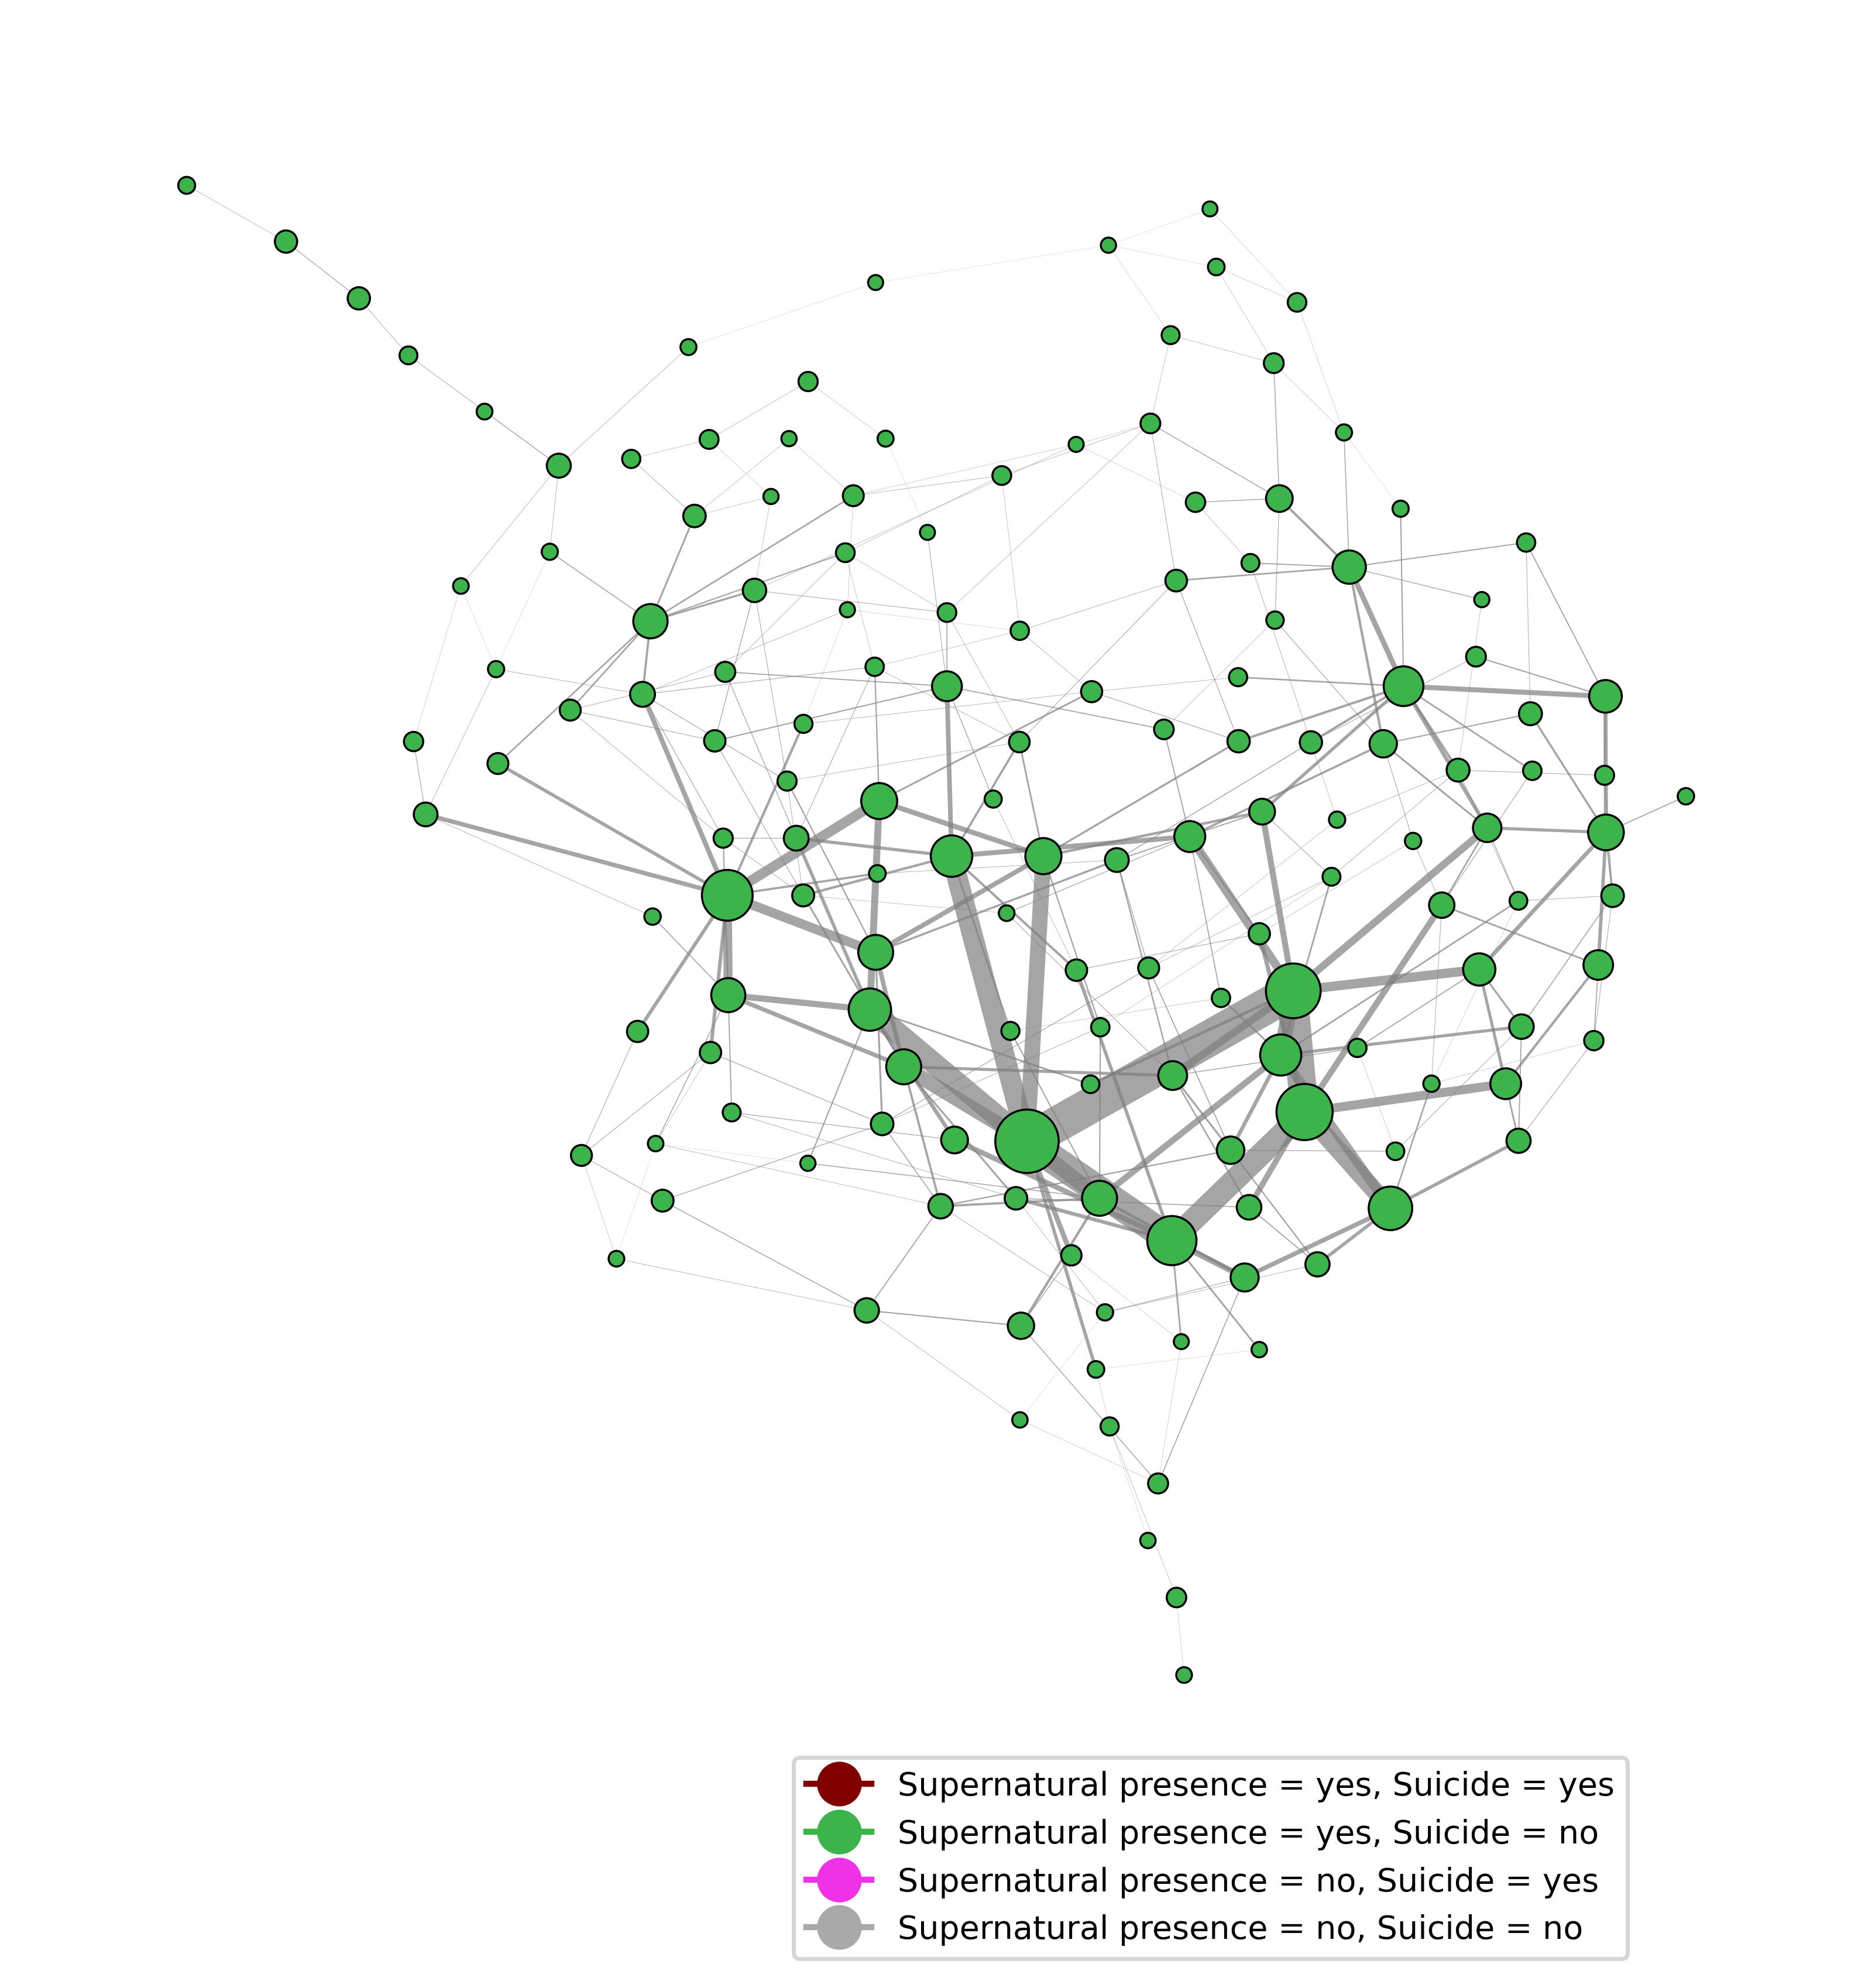 Supernatural presence = yes, Suicide = yes
Supernatural presence = yes, Suicide = no
Supernatural presence = no, Suicide = yes
Supernatural presence = no, Suicide = no